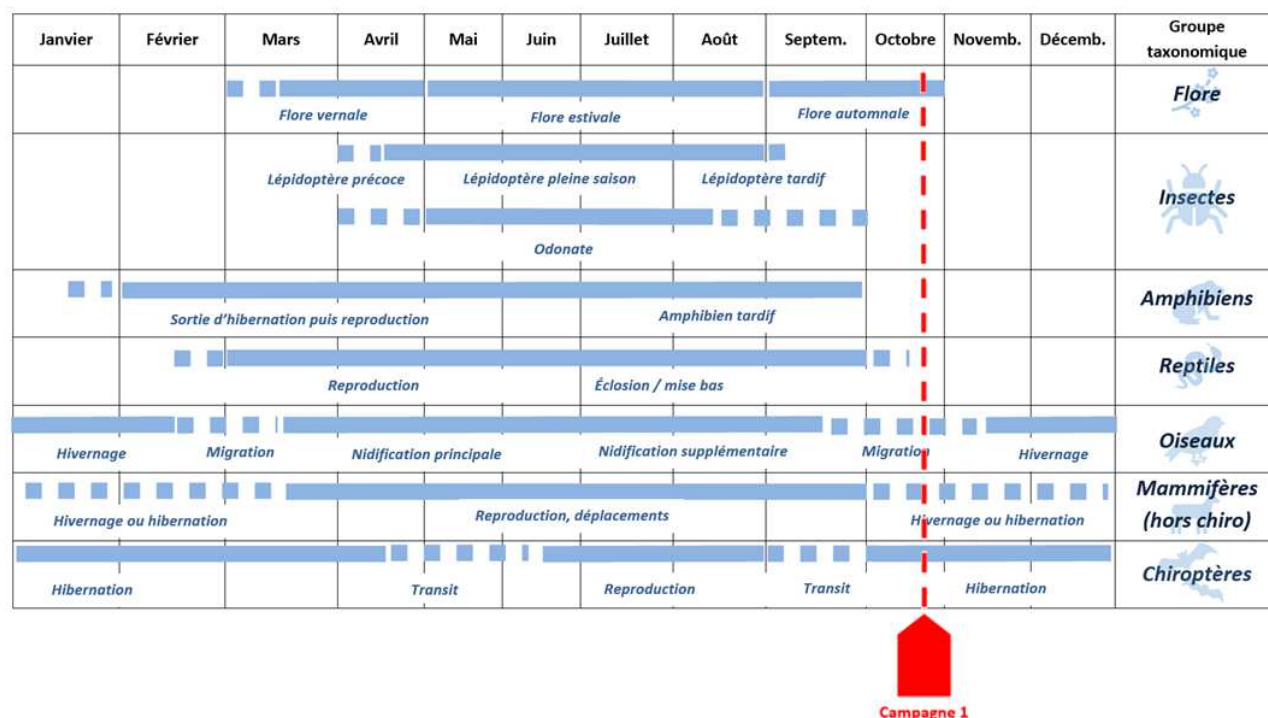 Janvier Février Mars Avril Mai Juin Juillet Août Septem. Octobre Novemb. Décemb. Groupe taxonomique
Flore
Flore vernale Flore estivale Flore automnale
Lépidoptère précoce Lépidoptère pleine saison Lépidoptère tardif
Insectes
Odonate
Amphibiens
Sortie d'hibernation puis reproduction Amphibien tardif
Reptiles
Reproduction Éclosion / mise bas
Oiseaux
Hivernage Migration Nidification principale Nidification supplémentaire Migration Hivernage
Mammifères
(hors chiro)
Hivernage ou hibernation Reproduction, déplacements Hivernage ou hibernation
Chiroptères
Hibernation Transit Reproduction Transit Hibernation
Campagne 1